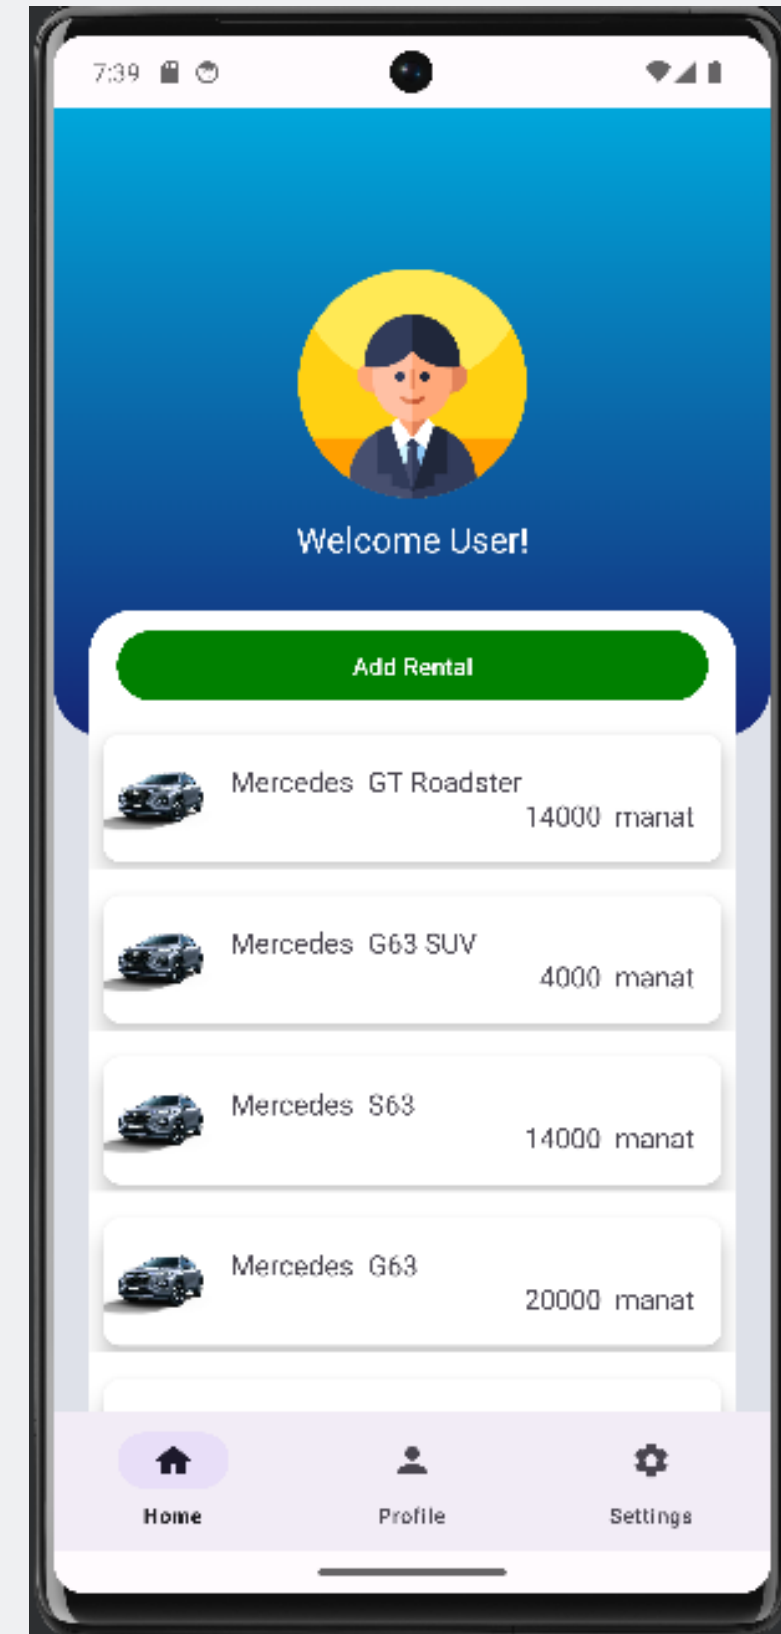 7:39
Welcome User!
Add Rental
Mercedes GT Roadster
14000 manat
Mercedes G63 SUV
4000 manat
Mercedes S63
14000 manat
Mercedes G63
20000 manat
Home Profile Settings